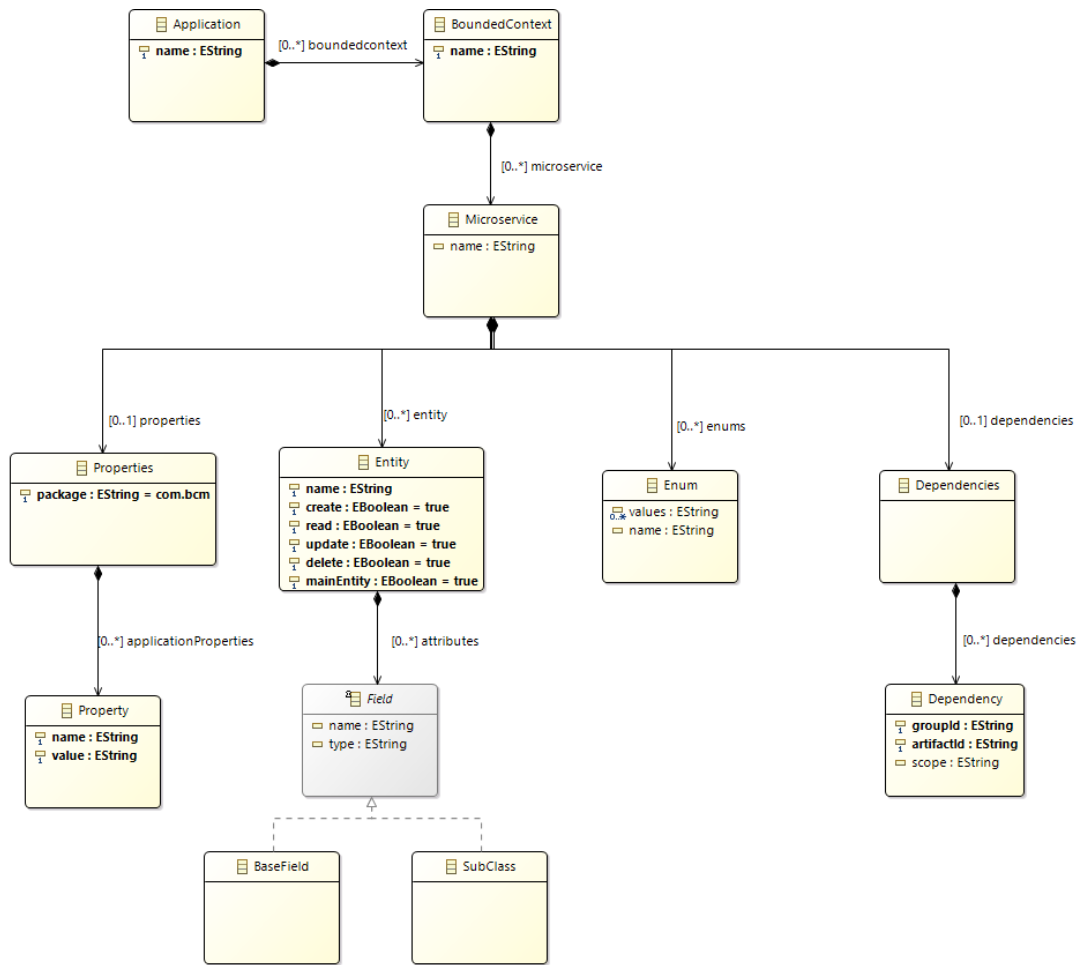 Application
name : EString
[0..*] boundedcontext
BoundedContext
name : EString
[0..*] microservice
Microservice
name : EString
[0..1] properties
[0..*] entity
[0..*] enums
[0..1] dependencies
Properties
package : EString = com.bcm
Entity
name : EString
create : EBoolean = true
read : EBoolean = true
update : EBoolean = true
delete : EBoolean = true
mainEntity : EBoolean = true
Enum
values : EString
name : EString
Dependencies
[0..*] applicationProperties
[0..*] attributes
[0..*] dependencies
Property
name : EString
value : EString
Field
name : EString
type : EString
Dependency
groupId : EString
artifactId : EString
scope : EString
BaseField
SubClass